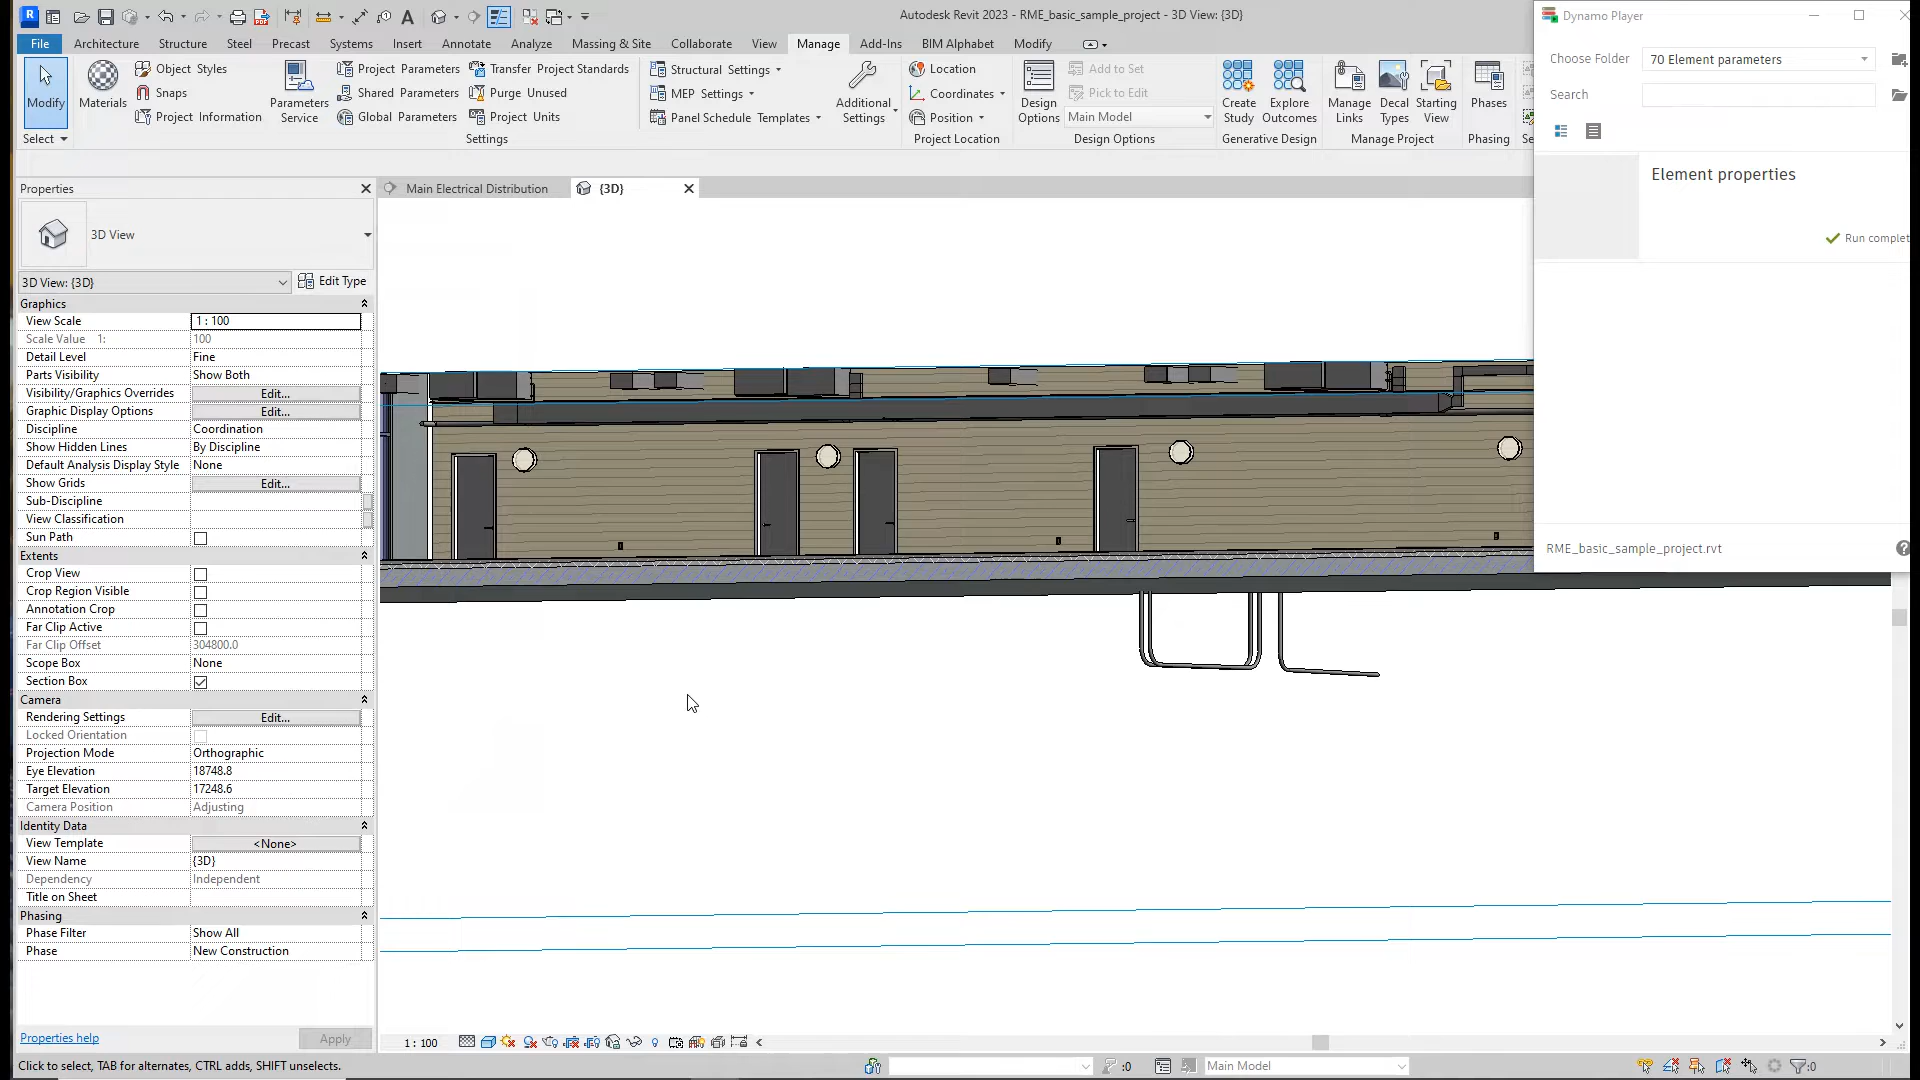 Autodesk Revit 2023 - RME_basic_sample_project - 3D View: {3D}
Dynamo Player
File Architecture Structure Steel Precast Systems Insert Annotate Analyze Massing & Site Collaborate View Manage Add-Ins BIM Alphabet Modify
Modify
Materials
Object Styles
Snaps
Project Information
Parameters
Service
Project Parameters
Shared Parameters
Global Parameters
Transfer Project Standards
Purge Unused
Project Units
Structural Settings
MEP Settings
Panel Schedule Templates
Additional
Settings
Location
Coordinates
Position
Design
Options
Add to Set
Pick to Edit
Main Model
Create
Study
Explore
Outcomes
Manage
Links
Decal
Types
Starting
View
Phases
Select
Settings
Project Location
Design Options
Generative Design
Manage Project
Phasing
Se
Choose Folder 70 Element parameters
Search
Element properties
Run complet
RME_basic_sample_project.rvt
Properties
Main Electrical Distribution
{3D}
3D View
3D View: {3D}
Edit Type
Graphics
View Scale 1 : 100
Scale Value 1: 100
Detail Level Fine
Parts Visibility Show Both
Visibility/Graphics Overrides Edit...
Graphic Display Options Edit...
Discipline Coordination
Show Hidden Lines By Discipline
Default Analysis Display Style None
Show Grids Edit...
Sub-Discipline
View Classification
Sun Path
Extents
Crop View
Crop Region Visible
Annotation Crop
Far Clip Active
Far Clip Offset 304800.0
Scope Box None
Section Box
Camera
Rendering Settings Edit...
Locked Orientation
Projection Mode Orthographic
Eye Elevation 18748.8
Target Elevation 17248.6
Camera Position Adjusting
Identity Data
View Template <None>
View Name {3D}
Dependency Independent
Title on Sheet
Phasing
Phase Filter Show All
Phase New Construction
Properties help
Apply
1 : 100
Click to select, TAB for alternates, CTRL adds, SHIFT unselects.
:0
Main Model
:0